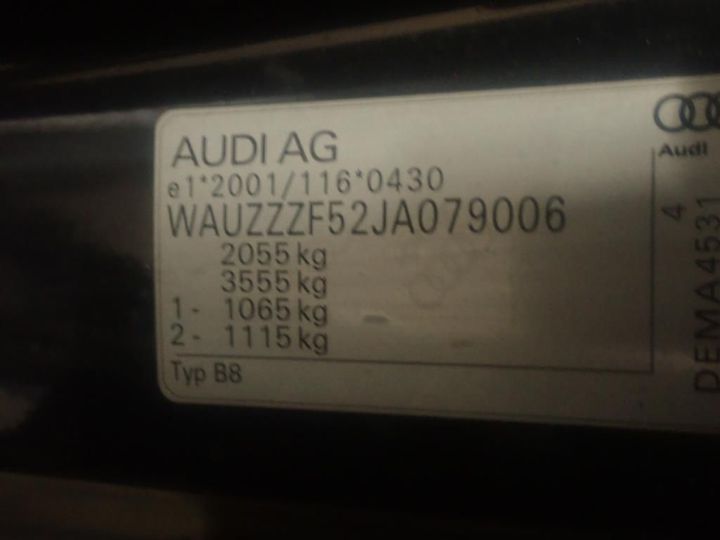 AUDI AG
e1*2001/116*0430
WAUZZZF52JA079006
2055 kg
3555 kg
1- 1065 kg
2- 1115 kg
Typ B8
Audi
4
DEMA4531